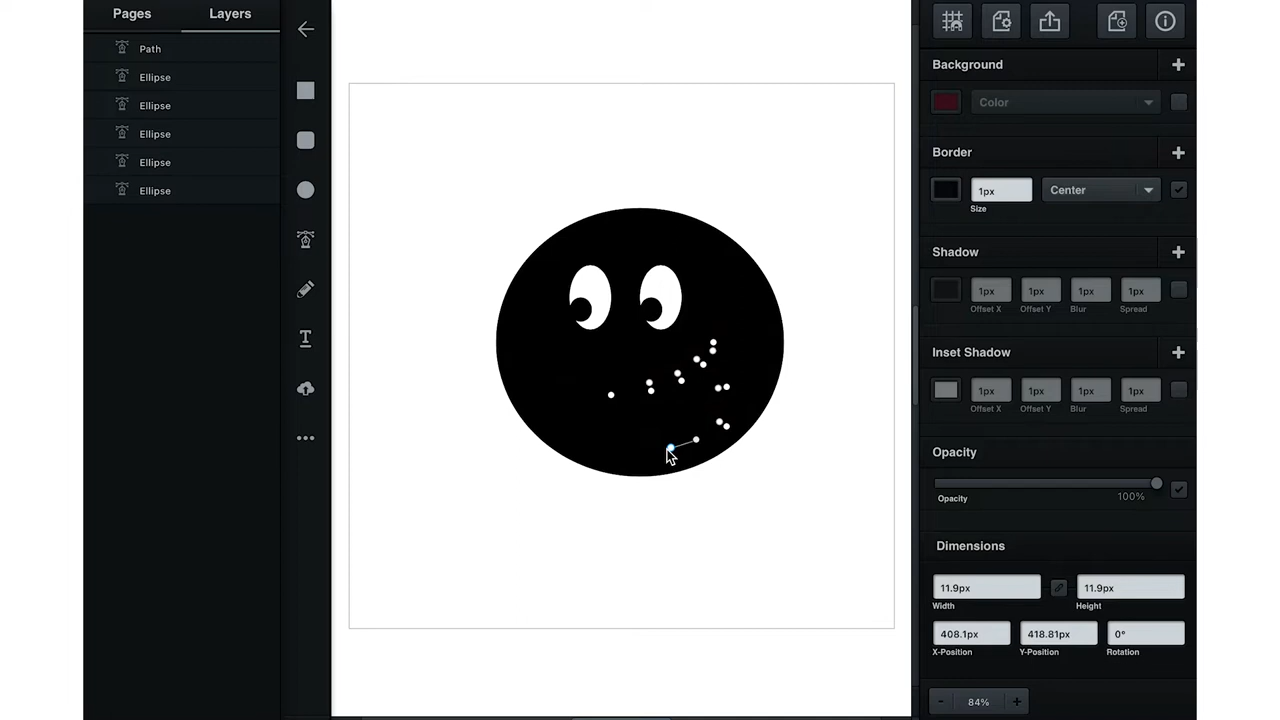 Pages Layers
Path
Ellipse
Ellipse
Ellipse
Ellipse
Ellipse
T
Background
Color
Border
1px Center
Size
Shadow
1px 1px 1px 1px
Offset X Offset Y Blur Spread
Inset Shadow
1px 1px 1px 1px
Offset X Offset Y Blur Spread
Opacity
Opacity 100%
Dimensions
11.9px 11.9px
Width Height
408.1px 418.81px 0°
X-Position Y-Position Rotation
- 84% +